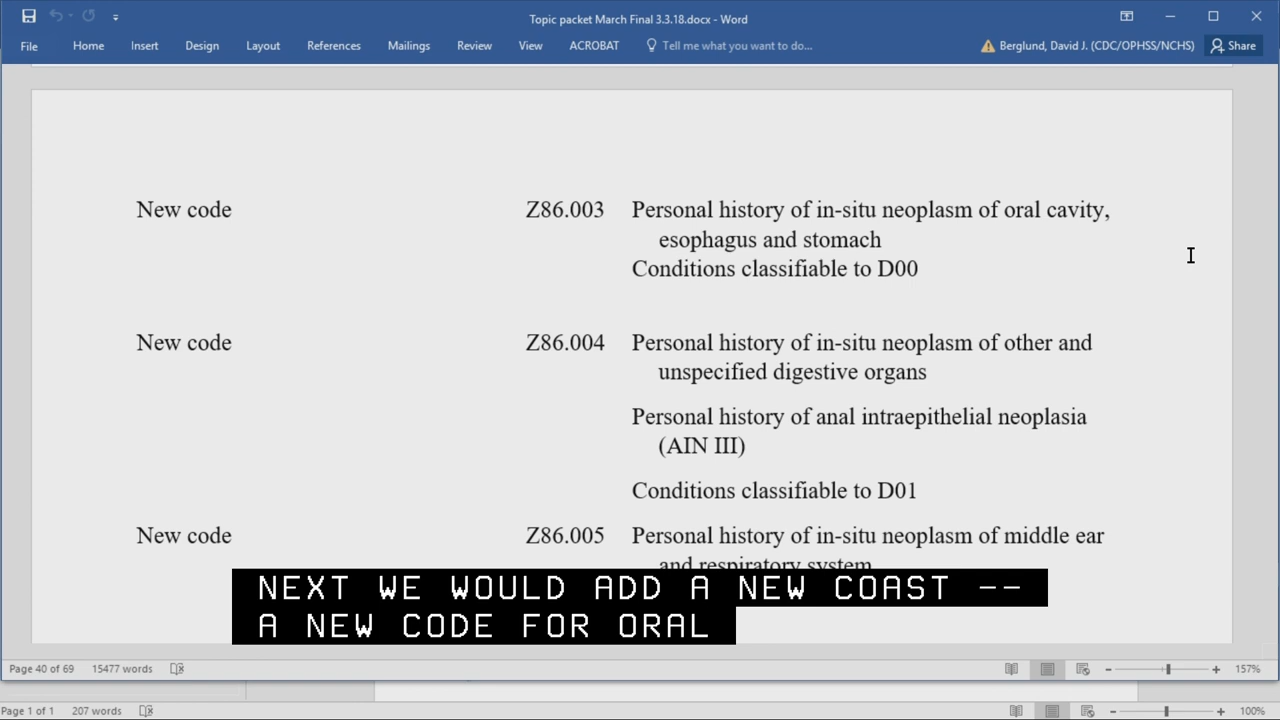 Topic packet March Final 3.3.18.docx - Word
File Home Insert Design Layout References Mailings Review View ACROBAT Tell me what you want to do... Berglund, David J. (CDC/OPHSS/NCHS) Share
New code Z86.003 Personal history of in-situ neoplasm of oral cavity,
esophagus and stomach
Conditions classifiable to D00
New code Z86.004 Personal history of in-situ neoplasm of other and
unspecified digestive organs
Personal history of anal intraepithelial neoplasia
(AIN III)
Conditions classifiable to D01
New code Z86.005 Personal history of in-situ neoplasm of middle ear
and respiratory system
NEXT WE WOULD ADD A NEW COAST --
A NEW CODE FOR ORAL
Page 40 of 69 15477 words 157%
Page 1 of 1 207 words 100%